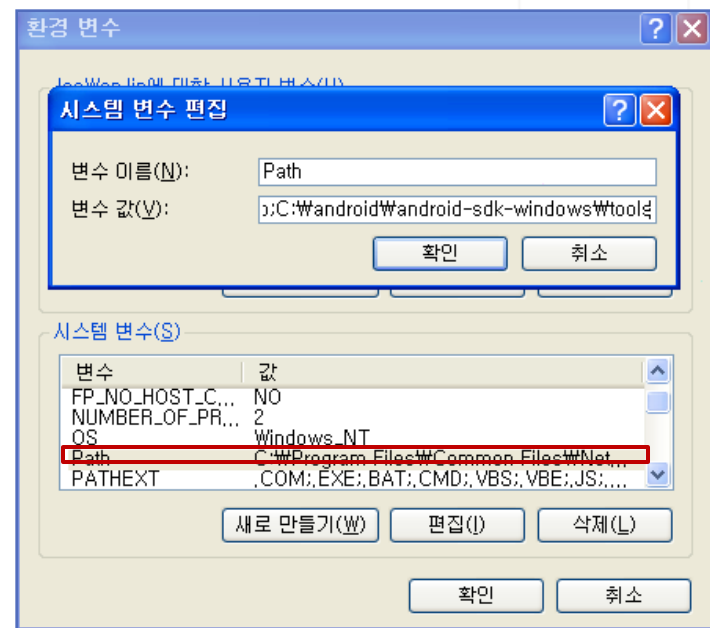 환경 변수
시스템 변수 편집
변수 이름(N):
Path
변수 값(V):
;C:₩android₩android-sdk-windows₩tools
확인
취소
시스템 변수(S)
변수 값
FP_NO_HOST_C... NO
NUMBER_OF_PR... 2
OS Windows_NT
Path C:₩Program Files₩Common Files₩Net...
PATHEXT .COM;.EXE;.BAT;.CMD;.VBS;.VBE;.JS;....
새로 만들기(W) 편집(I) 삭제(L)
확인 취소